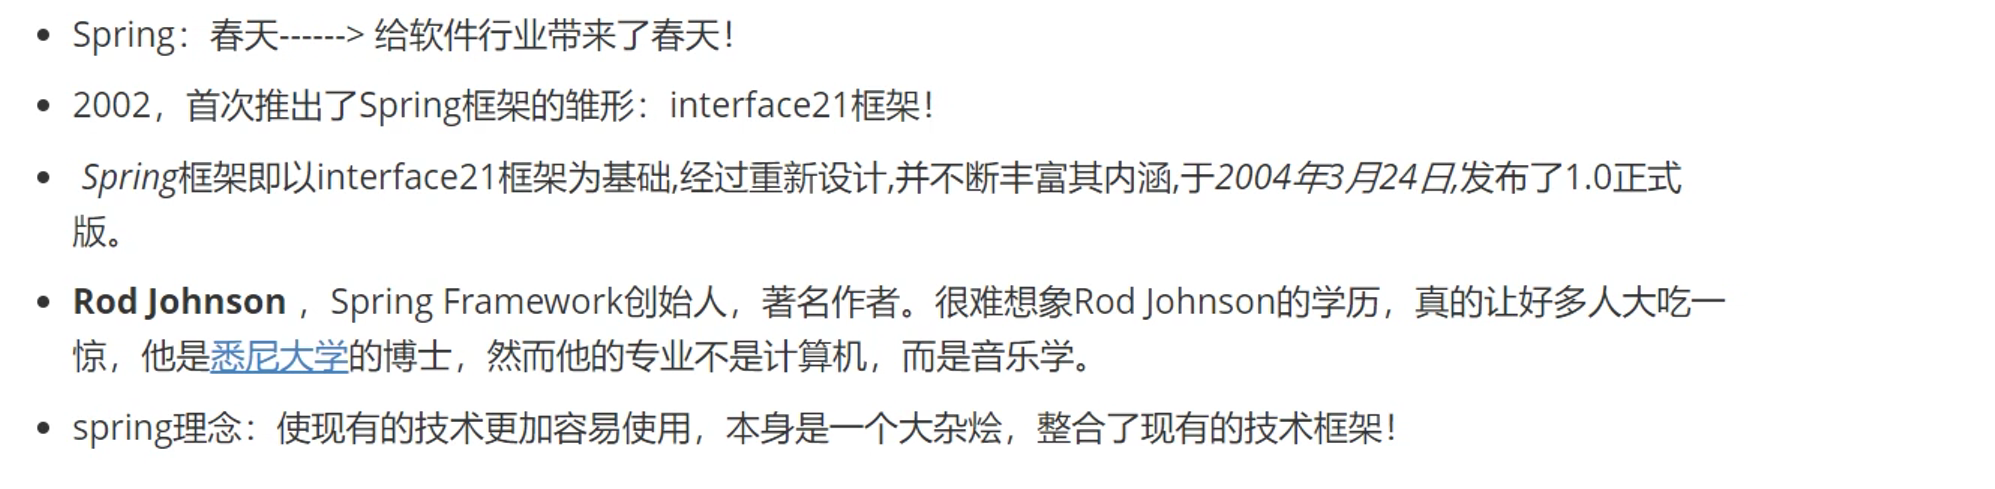 Spring：春天------> 给软件行业带来了春天！
2002，首次推出了Spring框架的雏形：interface21框架！
Spring框架即以interface21框架为基础,经过重新设计,并不断丰富其内涵,于2004年3月24日,发布了1.0正式
版。
Rod Johnson ，Spring Framework创始人，著名作者。很难想象Rod Johnson的学历，真的让好多人大吃一
惊，他是悉尼大学的博士，然而他的专业不是计算机，而是音乐学。
spring理念：使现有的技术更加容易使用，本身是一个大杂烩，整合了现有的技术框架！